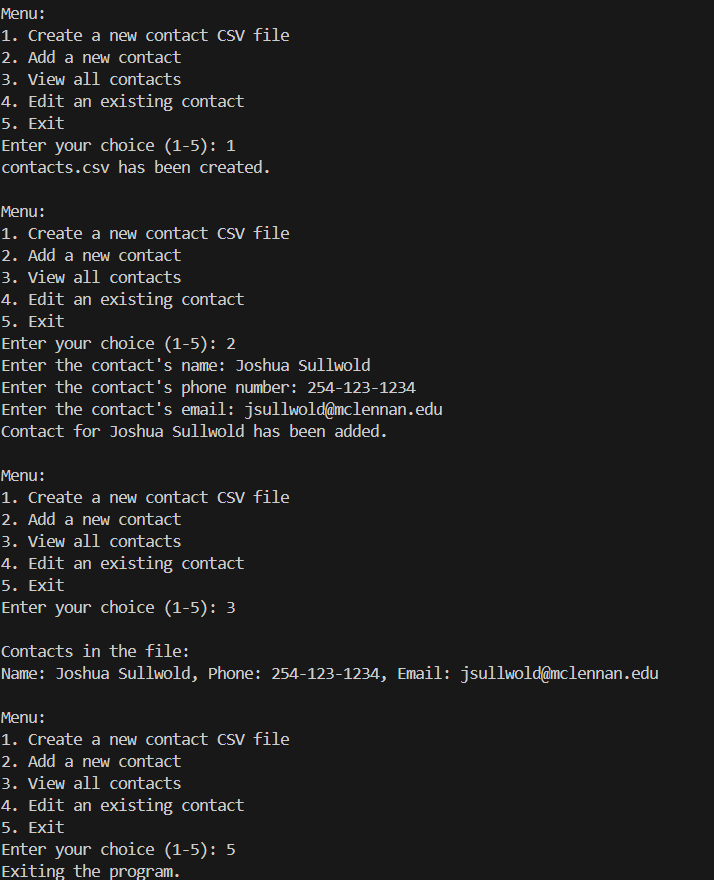 Menu:
1. Create a new contact CSV file
2. Add a new contact
3. View all contacts
4. Edit an existing contact
5. Exit
Enter your choice (1-5): 1
contacts.csv has been created.
Menu:
1. Create a new contact CSV file
2. Add a new contact
3. View all contacts
4. Edit an existing contact
5. Exit
Enter your choice (1-5): 2
Enter the contact's name: Joshua Sullwold
Enter the contact's phone number: 254-123-1234
Enter the contact's email: jsullwold@mclennan.edu
Contact for Joshua Sullwold has been added.
Menu:
1. Create a new contact CSV file
2. Add a new contact
3. View all contacts
4. Edit an existing contact
5. Exit
Enter your choice (1-5): 3
Contacts in the file:
Name: Joshua Sullwold, Phone: 254-123-1234, Email: jsullwold@mclennan.edu
Menu:
1. Create a new contact CSV file
2. Add a new contact
3. View all contacts
4. Edit an existing contact
5. Exit
Enter your choice (1-5): 5
Exiting the program.